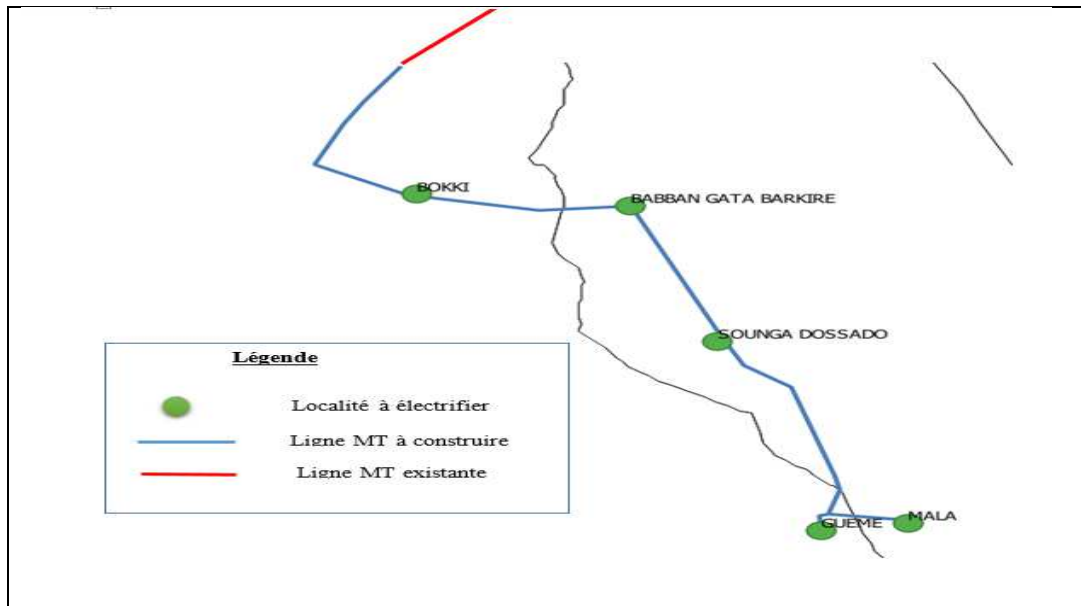 BOKKI
BABBAN GATA BARKIRE
SOUNGA DOSSADO
Légende
Localité à électrifier
Ligne MT à construire
Ligne MT existante
GUEME
MALA